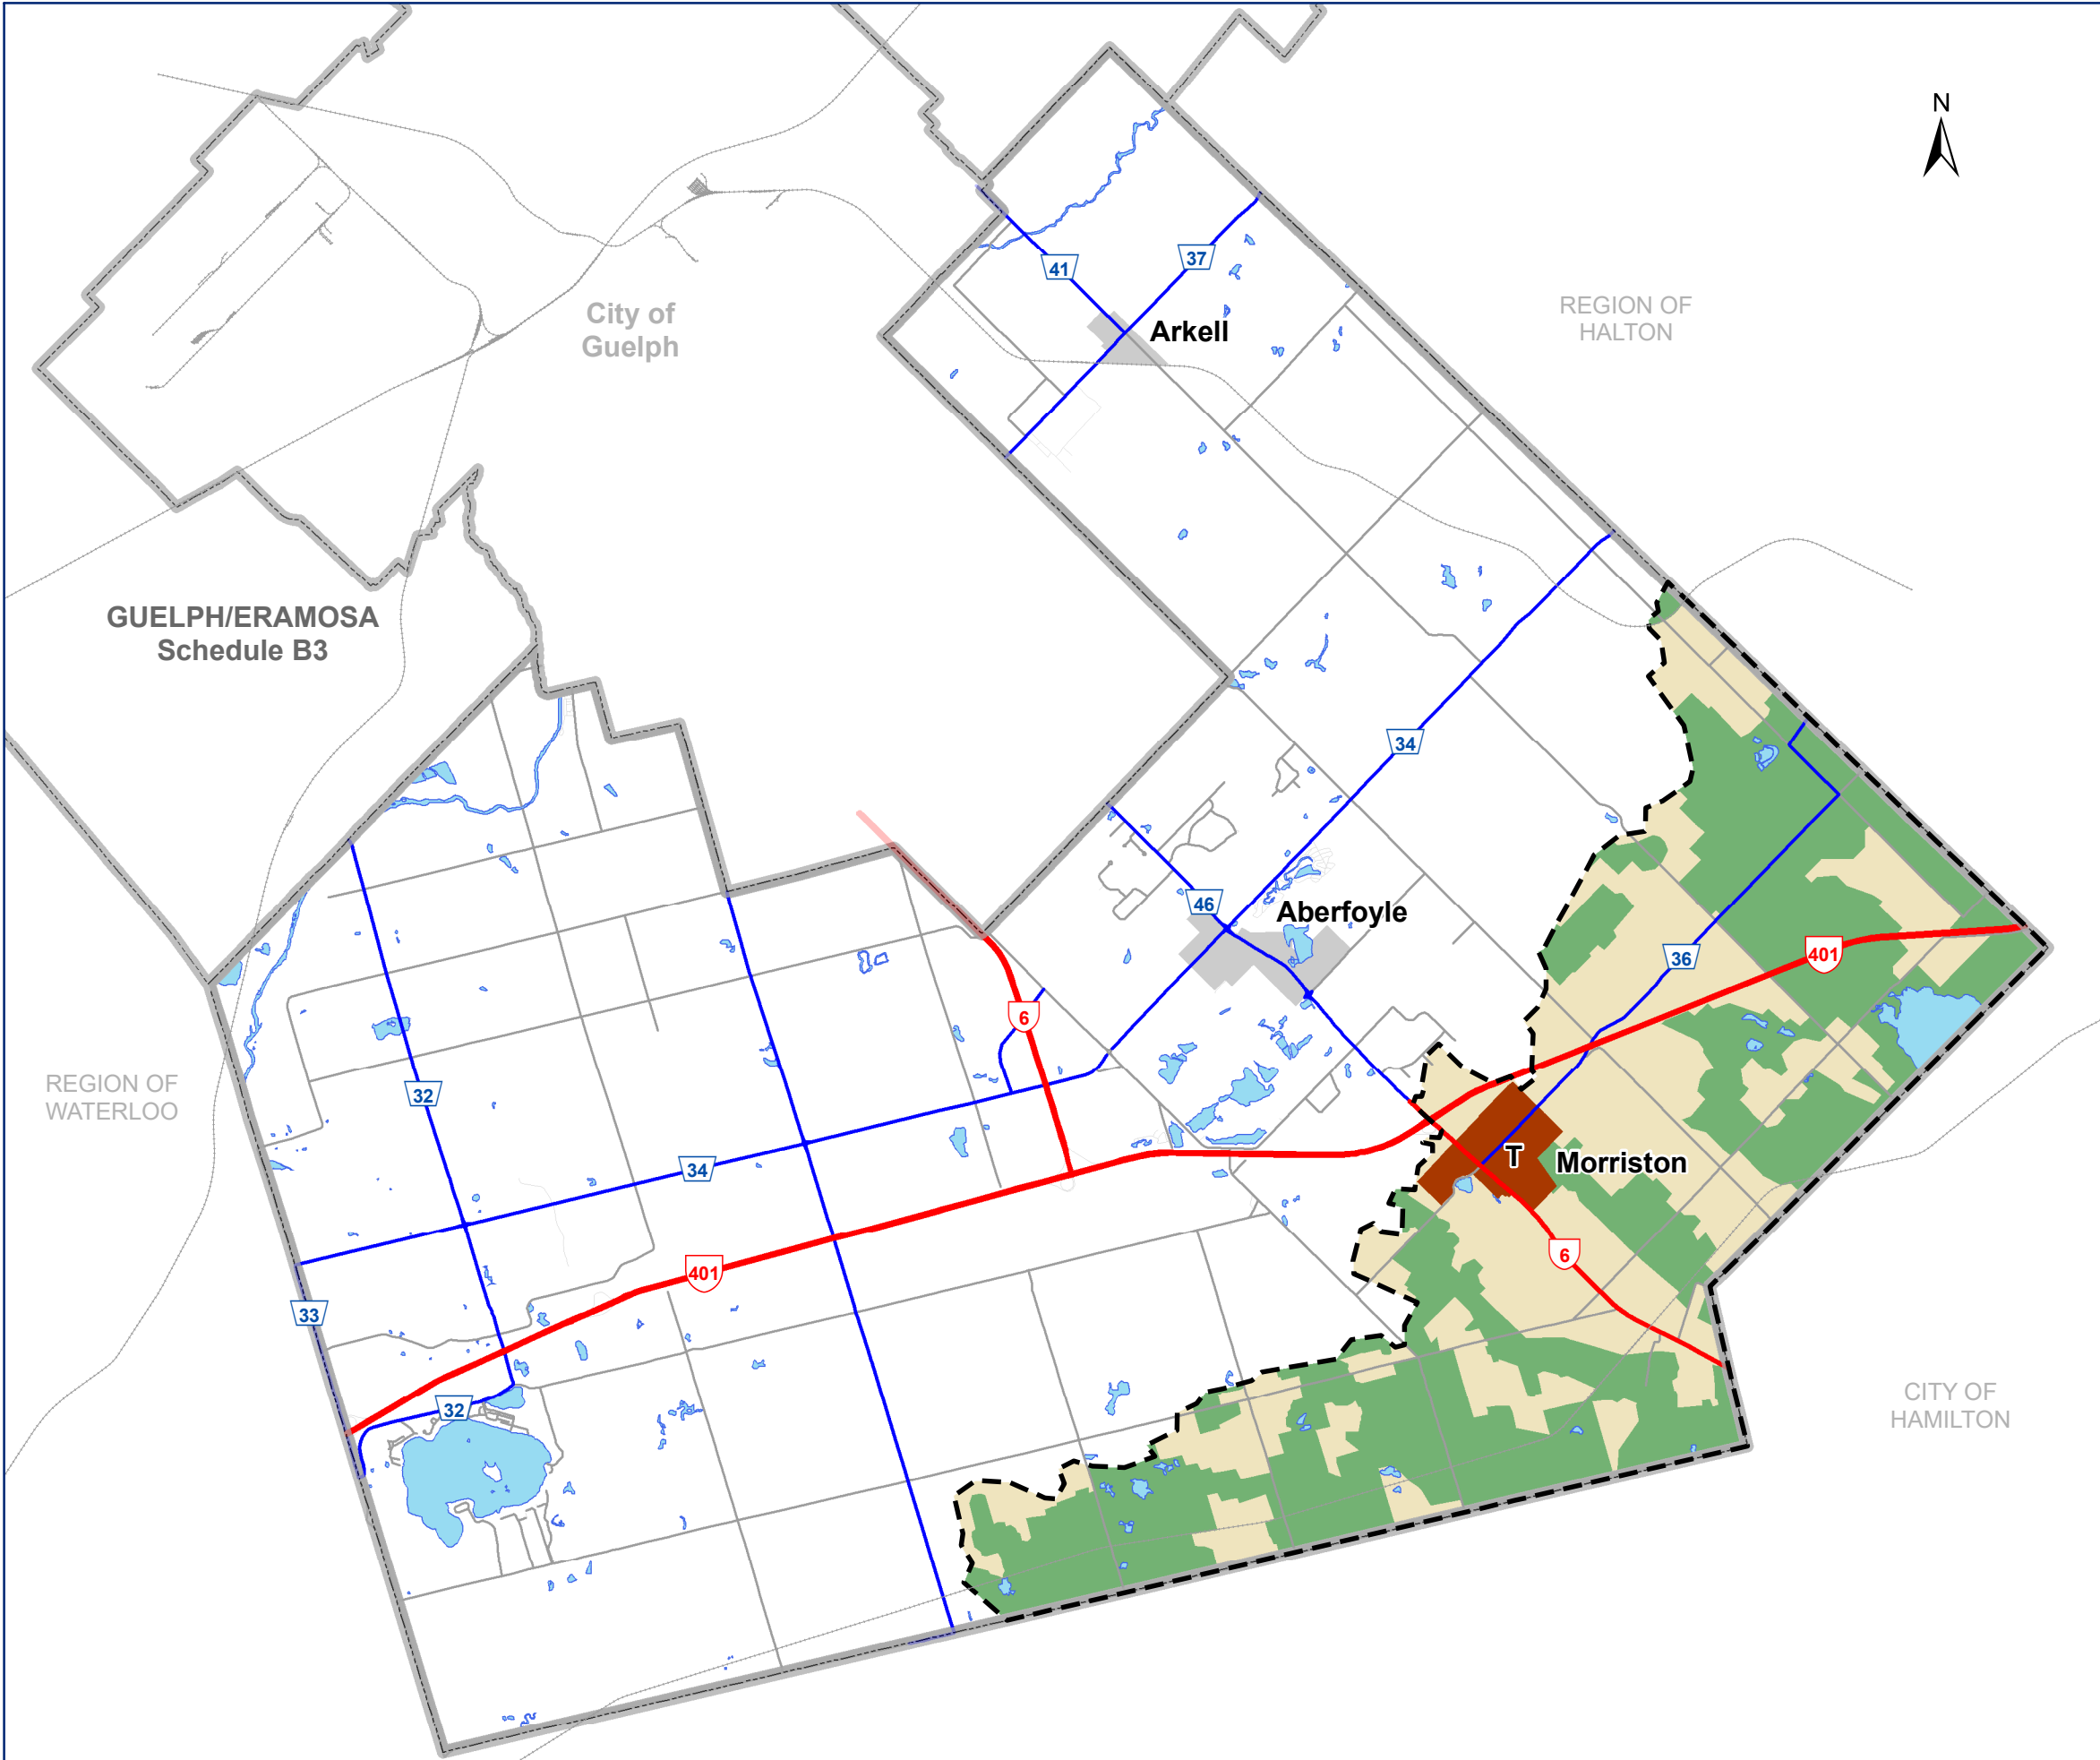 N
41
37
City of
Guelph
REGION OF
HALTON
Arkell
GUELPH/ERAMOSA
Schedule B3
34
46
Aberfoyle
36
401
6
REGION OF
WATERLOO
32
T
Morriston
34
6
401
33
32
CITY OF
HAMILTON